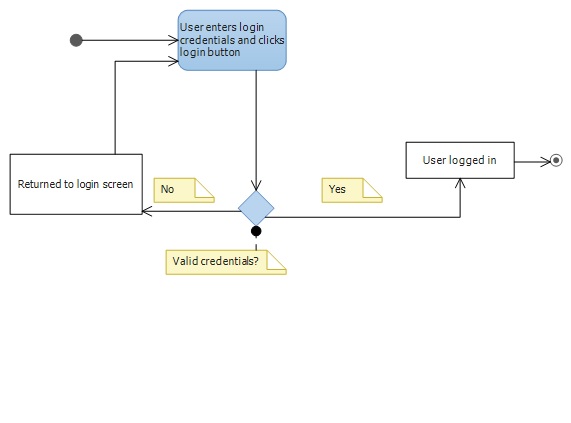 User enters login
credentials and clicks
login button
User logged in
Returned to login screen
No
Yes
Valid credentials?